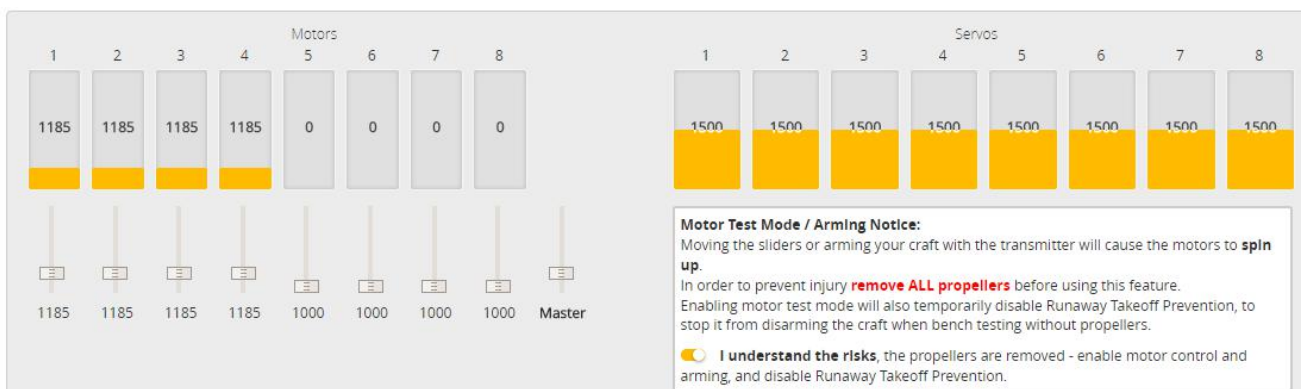 Motors
1 2 3 4 5 6 7 8
1185 1185 1185 1185 0 0 0 0
1185 1185 1185 1185 1000 1000 1000 1000 Master
Servos
1 2 3 4 5 6 7 8
1500 1500 1500 1500 1500 1500 1500 1500
Motor Test Mode / Arming Notice:
Moving the sliders or arming your craft with the transmitter will cause the motors to spin
up.
In order to prevent injury remove ALL propellers before using this feature.
Enabling motor test mode will also temporarily disable Runaway Takeoff Prevention, to
stop it from disarming the craft when bench testing without propellers.
I understand the risks, the propellers are removed - enable motor control and
arming, and disable Runaway Takeoff Prevention.